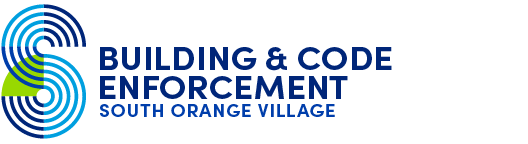 BUILDING & CODE
ENFORCEMENT
SOUTH ORANGE VILLAGE